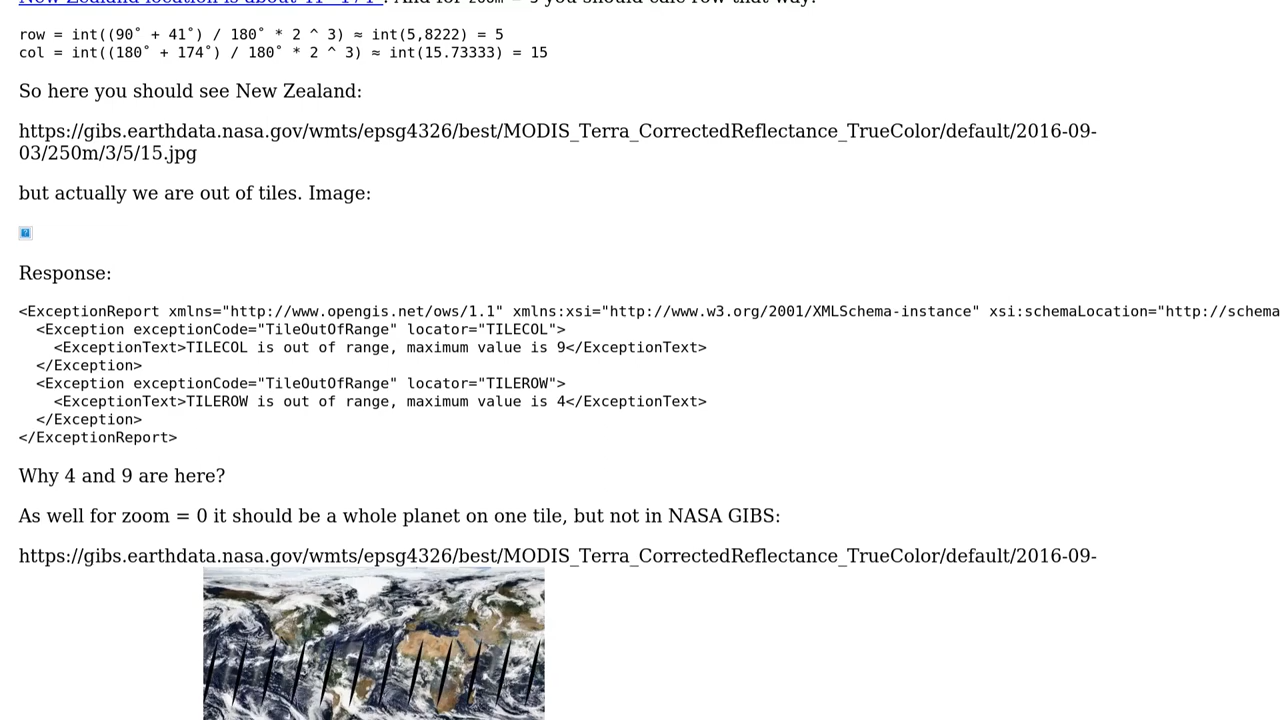 row = int((90˚ + 41˚) / 180˚ * 2 ^ 3) ≈ int(5,8222) = 5
col = int((180˚ + 174˚) / 180˚ * 2 ^ 3) ≈ int(15.73333) = 15
So here you should see New Zealand:
https://gibs.earthdata.nasa.gov/wmts/epsg4326/best/MODIS_Terra_CorrectedReflectance_TrueColor/default/2016-09-
03/250m/3/5/15.jpg
but actually we are out of tiles. Image:
Response:
<ExceptionReport xmlns="http://www.opengis.net/ows/1.1" xmlns:xsi="http://www.w3.org/2001/XMLSchema-instance" xsi:schemaLocation="http://schema
<Exception exceptionCode="TileOutOfRange" locator="TILECOL">
<ExceptionText>TILECOL is out of range, maximum value is 9</ExceptionText>
</Exception>
<Exception exceptionCode="TileOutOfRange" locator="TILEROW">
<ExceptionText>TILEROW is out of range, maximum value is 4</ExceptionText>
</Exception>
</ExceptionReport>
Why 4 and 9 are here?
As well for zoom = 0 it should be a whole planet on one tile, but not in NASA GIBS:
https://gibs.earthdata.nasa.gov/wmts/epsg4326/best/MODIS_Terra_CorrectedReflectance_TrueColor/default/2016-09-